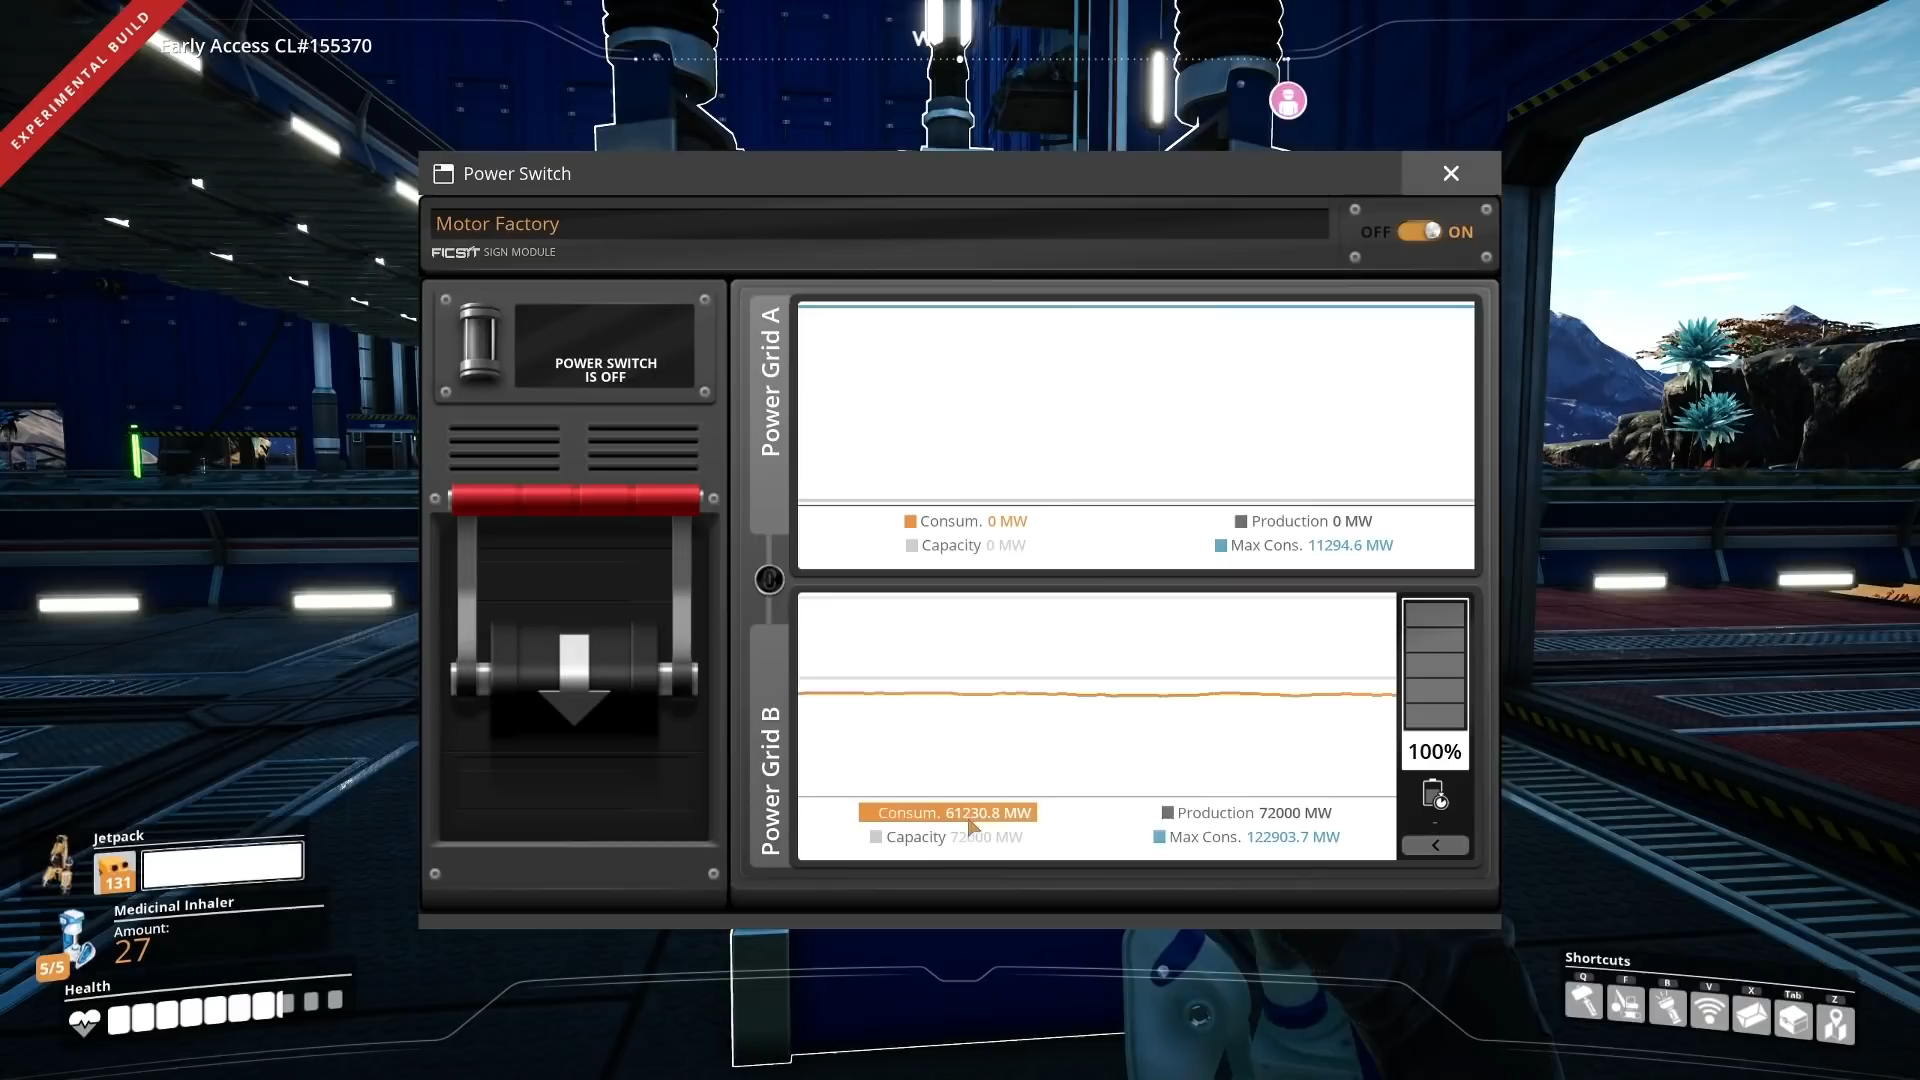 EXPERIMENTAL BUILD
Early Access CL#155370
W
Power Switch
Motor Factory
FICSIT SIGN MODULE
OFF ON
POWER SWITCH
IS OFF
Power Grid A
Consum. 0 MW
Production 0 MW
Capacity 0 MW
Max Cons. 11294.6 MW
Power Grid B
Consum. 61230.8 MW
Production 72000 MW
Capacity 72000 MW
Max Cons. 122903.7 MW
100%
-
<
Jetpack
131
Medicinal Inhaler
Amount:
27
5/5
Health
Shortcuts
Q F B V X Tab Z